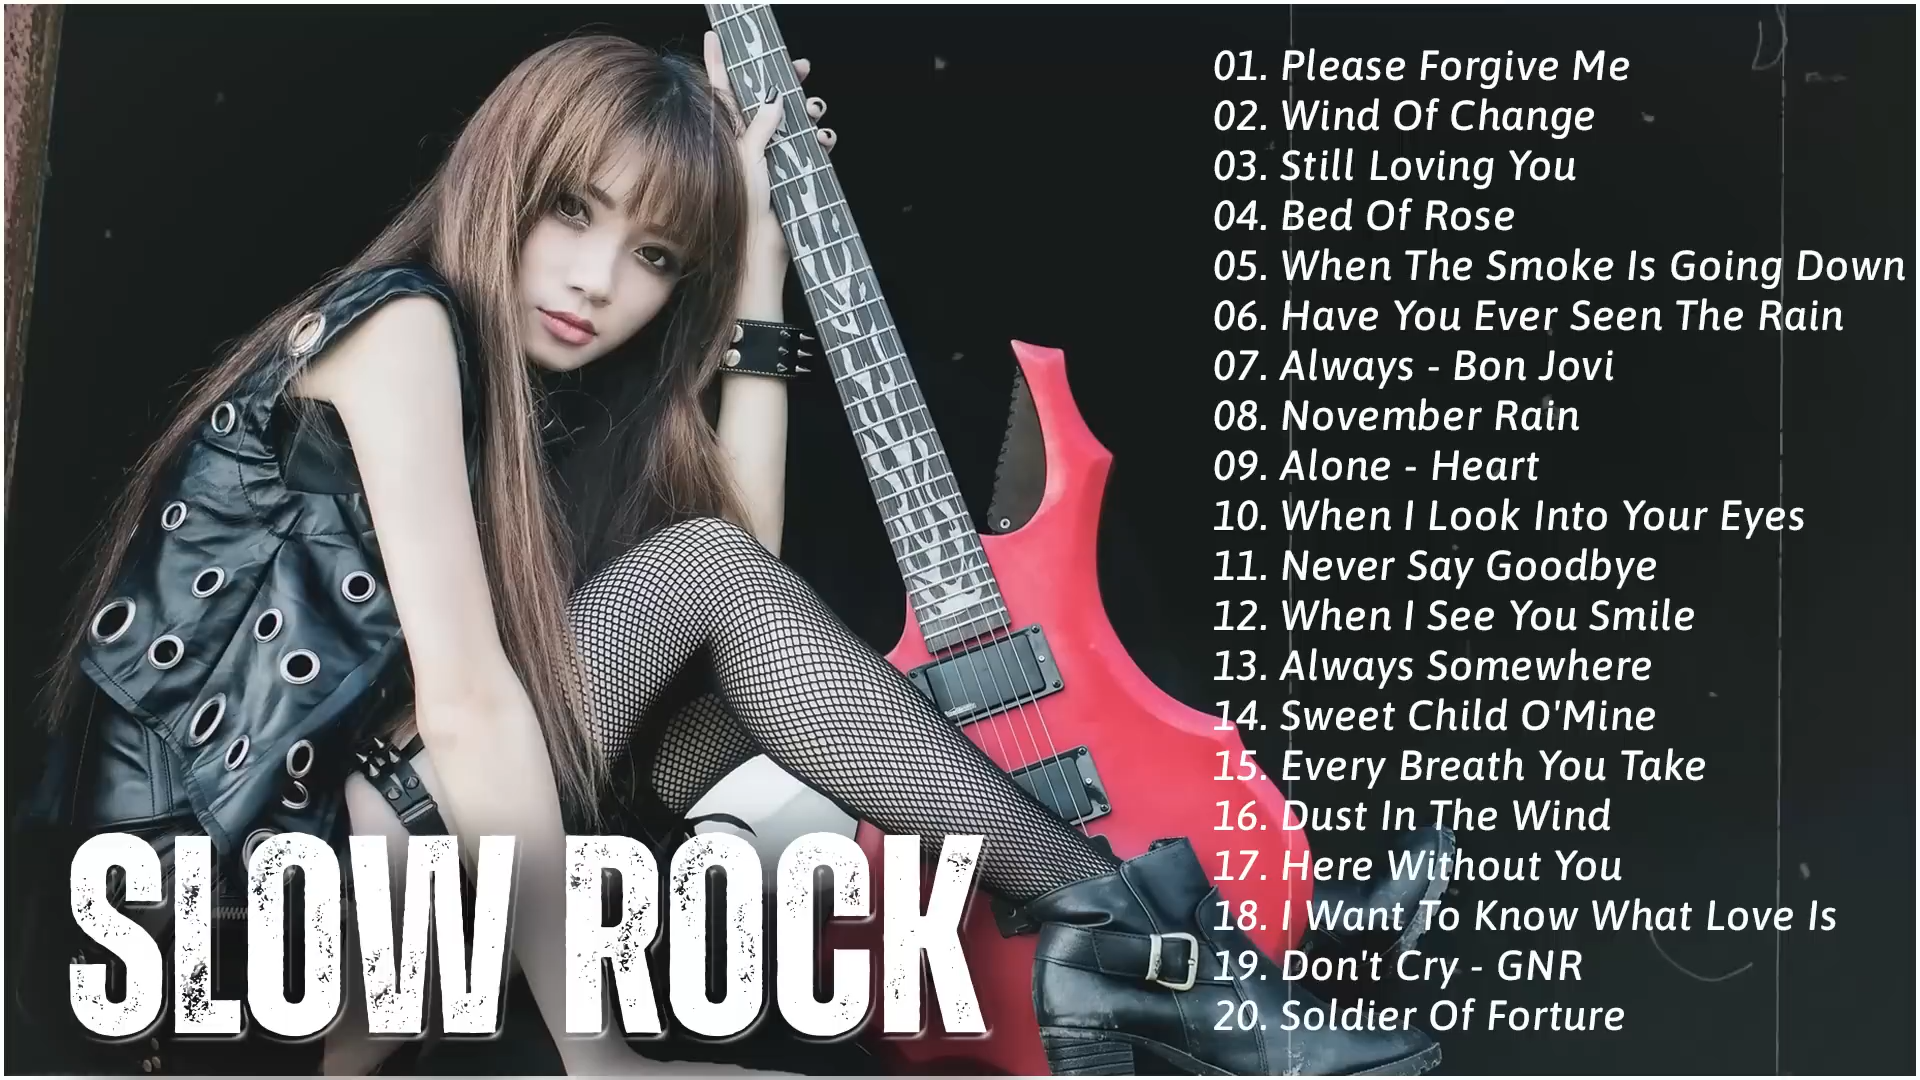 01. Please Forgive Me
02. Wind Of Change
03. Still Loving You
04. Bed Of Rose
05. When The Smoke Is Going Down
06. Have You Ever Seen The Rain
07. Always - Bon Jovi
08. November Rain
09. Alone - Heart
10. When I Look Into Your Eyes
11. Never Say Goodbye
12. When I See You Smile
13. Always Somewhere
14. Sweet Child O'Mine
15. Every Breath You Take
16. Dust In The Wind
17. Here Without You
18. I Want To Know What Love Is
19. Don't Cry - GNR
20. Soldier Of Forture
SLOW ROCK